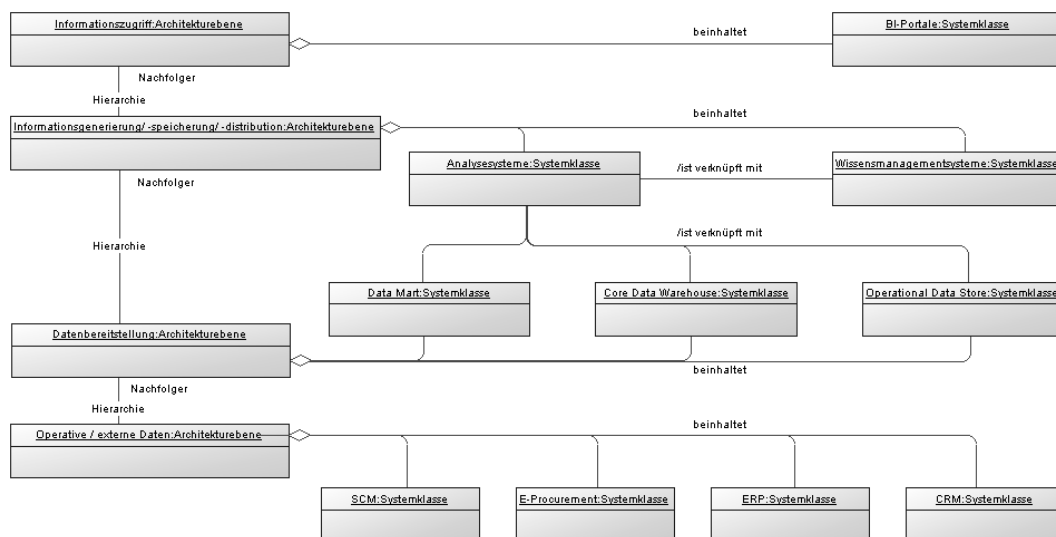 Informationszugriff:Architekturebene
beinhaltet
BI-Portale:Systemklasse
Nachfolger
Hierarchie
Informationsgenerierung/ -speicherung/ -distribution:Architekturebene
beinhaltet
Nachfolger
Analysesysteme:Systemklasse
/ist verknüpft mit
Wissensmanagementsysteme:Systemklasse
Hierarchie
/ist verknüpft mit
Data Mart:Systemklasse
Core Data Warehouse:Systemklasse
Operational Data Store:Systemklasse
Datenbereitstellung:Architekturebene
beinhaltet
Nachfolger
Hierarchie
Operative / externe Daten:Architekturebene
beinhaltet
SCM:Systemklasse
E-Procurement:Systemklasse
ERP:Systemklasse
CRM:Systemklasse